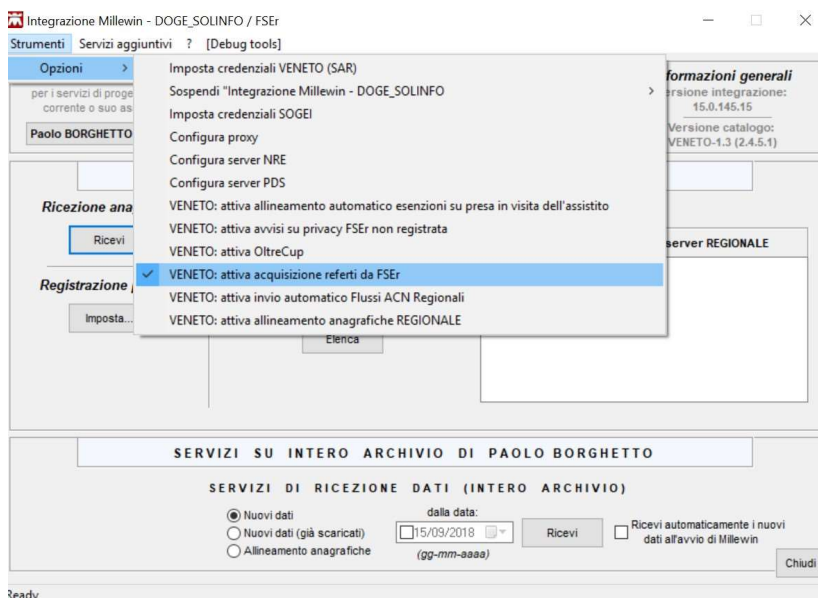 Integrazione Millewin - DOGE_SOLINFO / FSEr
Strumenti Servizi aggiuntivi ? [Debug tools]
Opzioni >
Imposta credenziali VENETO (SAR)
Sospendi "Integrazione Millewin - DOGE_SOLINFO >
Imposta credenziali SOGEI
Configura proxy
Configura server NRE
Configura server PDS
VENETO: attiva allineamento automatico esenzioni su presa in visita dell'assistito
VENETO: attiva avvisi su privacy FSEr non registrata
VENETO: attiva OltreCup
VENETO: attiva acquisizione referti da FSEr
VENETO: attiva invio automatico Flussi ACN Regionali
VENETO: attiva allineamento anagrafiche REGIONALE
per i servizi di proge
corrente o suo as
Paolo BORGHETTO
formazioni generali
ersione integrazione:
15.0.145.15
Versione catalogo:
VENETO-1.3 (2.4.5.1)
Ricezione ana
Ricevi
server REGIONALE
Registrazione
Imposta...
Elenca
SERVIZI SU INTERO ARCHIVIO DI PAOLO BORGHETTO
SERVIZI DI RICEZIONE DATI (INTERO ARCHIVIO)
Nuovi dati
Nuovi dati (già scaricati)
Allineamento anagrafiche
dalla data:
15/09/2018
(gg-mm-aaaa)
Ricevi
Ricevi automaticamente i nuovi
dati all'avvio di Millewin
Chiudi
Ready